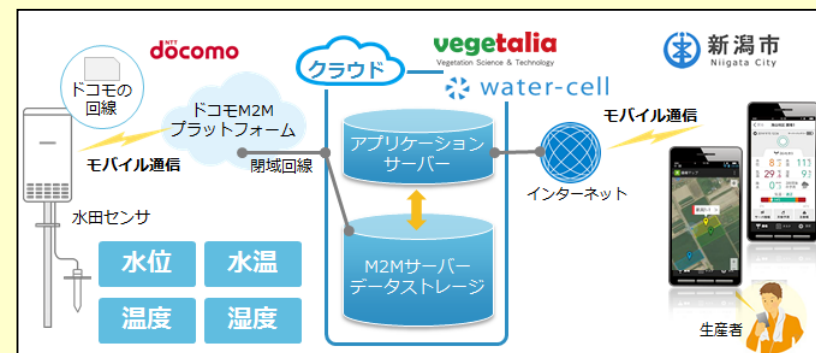 NTT
döcomo
vegetalia
Vegetation Science & Technology
water-cell
新潟市
Niigata City
クラウド
ドコモの
回線
ドコモM2M
プラットフォーム
モバイル通信
閉域回線
アプリケーション
サーバー
モバイル通信
インターネット
水田センサ
水位
水温
温度
湿度
M2Mサーバー
データストレージ
生産者